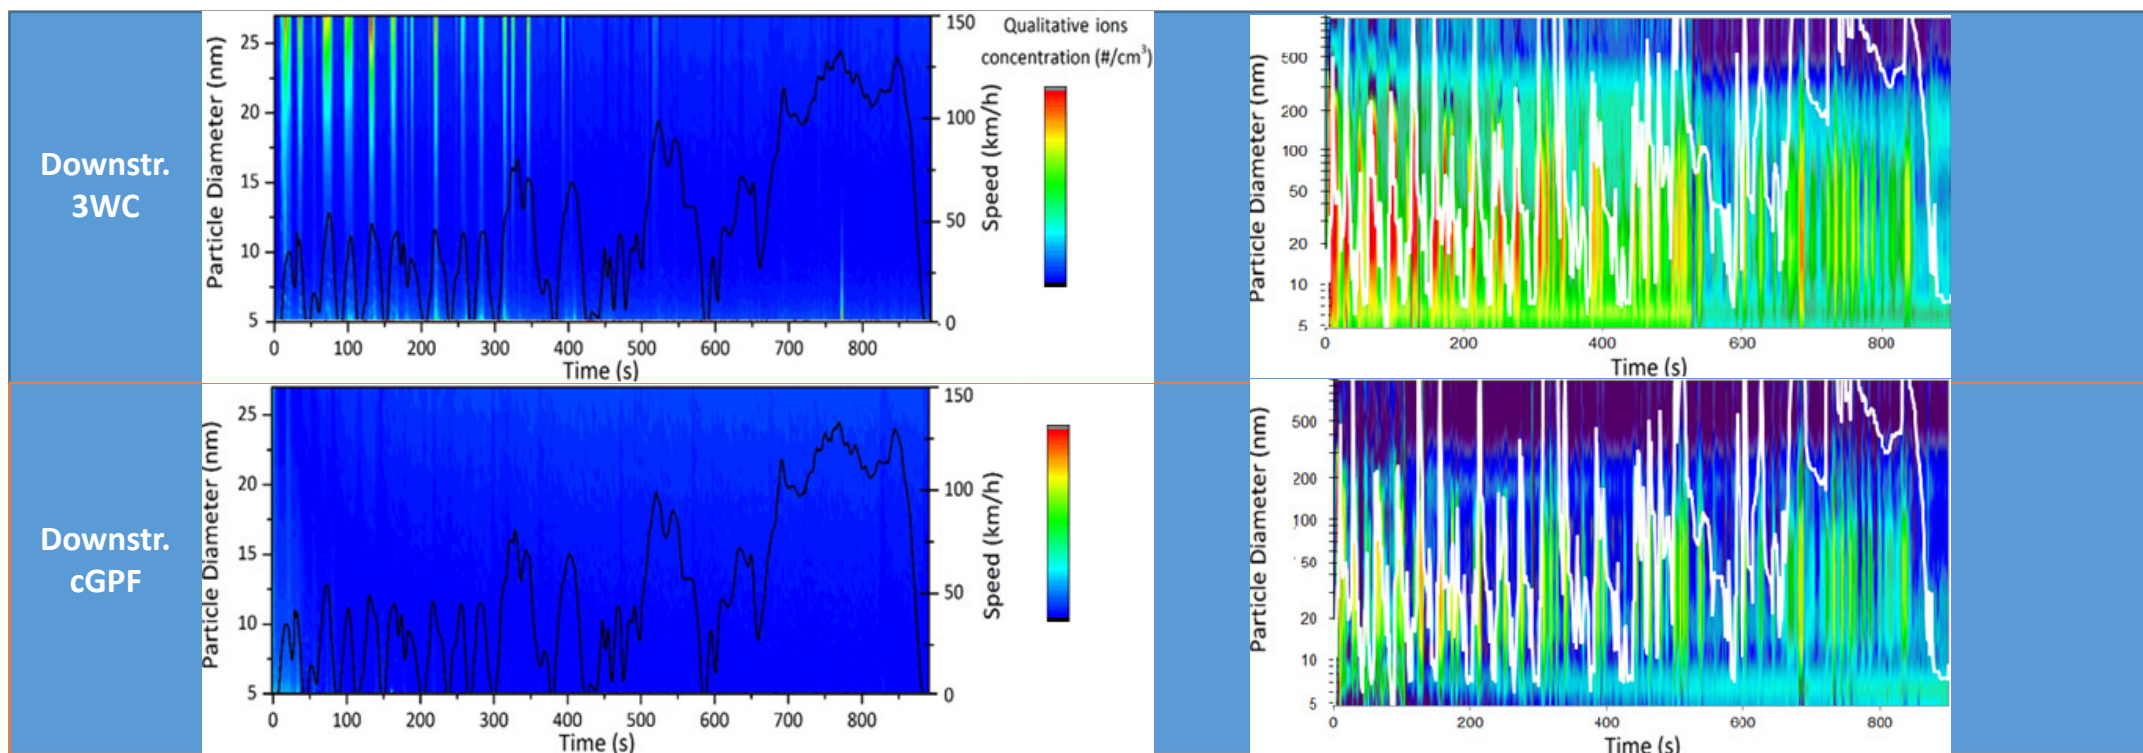 Downstr.
3WC
Particle Diameter (nm)
25
20
15
10
5
0 100 200 300 400 500 600 700 800
Time (s)
150
100
50
0
Speed (km/h)
Qualitative ions
concentration (#/cm³)
Particle Diameter (nm)
500
200
100
50
20
10
5
0 200 400 600 800
Time (s)
Downstr.
cGPF
Particle Diameter (nm)
25
20
15
10
5
0 100 200 300 400 500 600 700 800
Time (s)
150
100
50
0
Speed (km/h)
Particle Diameter (nm)
500
200
100
50
20
10
5
0 200 400 600 800
Time (s)